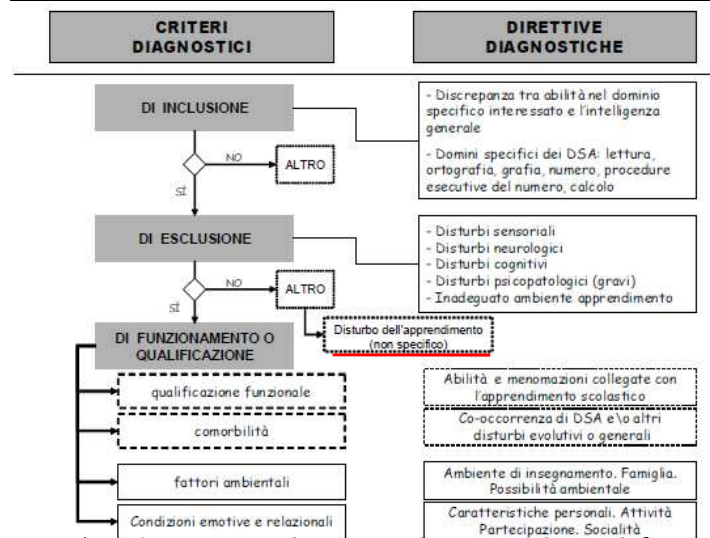 CRITERI
DIAGNOSTICI
DIRETTIVE
DIAGNOSTICHE
DI INCLUSIONE
- Discrepanza tra abilità nel dominio
specifico interessato e l'intelligenza
generale
- Domini specifici dei DSA: lettura,
ortografia, grafia, numero, procedure
esecutive del numero, calcolo
NO
ALTRO
SÌ
DI ESCLUSIONE
- Disturbi sensoriali
- Disturbi neurologici
- Disturbi cognitivi
- Disturbi psicopatologici (gravi)
- Inadeguato ambiente apprendimento
NO
ALTRO
SÌ
Disturbo dell'apprendimento
(non specifico)
DI FUNZIONAMENTO O
QUALIFICAZIONE
qualificazione funzionale
Abilità e menomazioni collegate con
l'apprendimento scolastico
comorbilità
Co-occorrenza di DSA e\o altri
disturbi evolutivi o generali
fattori ambientali
Ambiente di insegnamento. Famiglia.
Possibilità ambientale
Condizioni emotive e relazionali
Caratteristiche personali. Attività
Partecipazione. Socialità